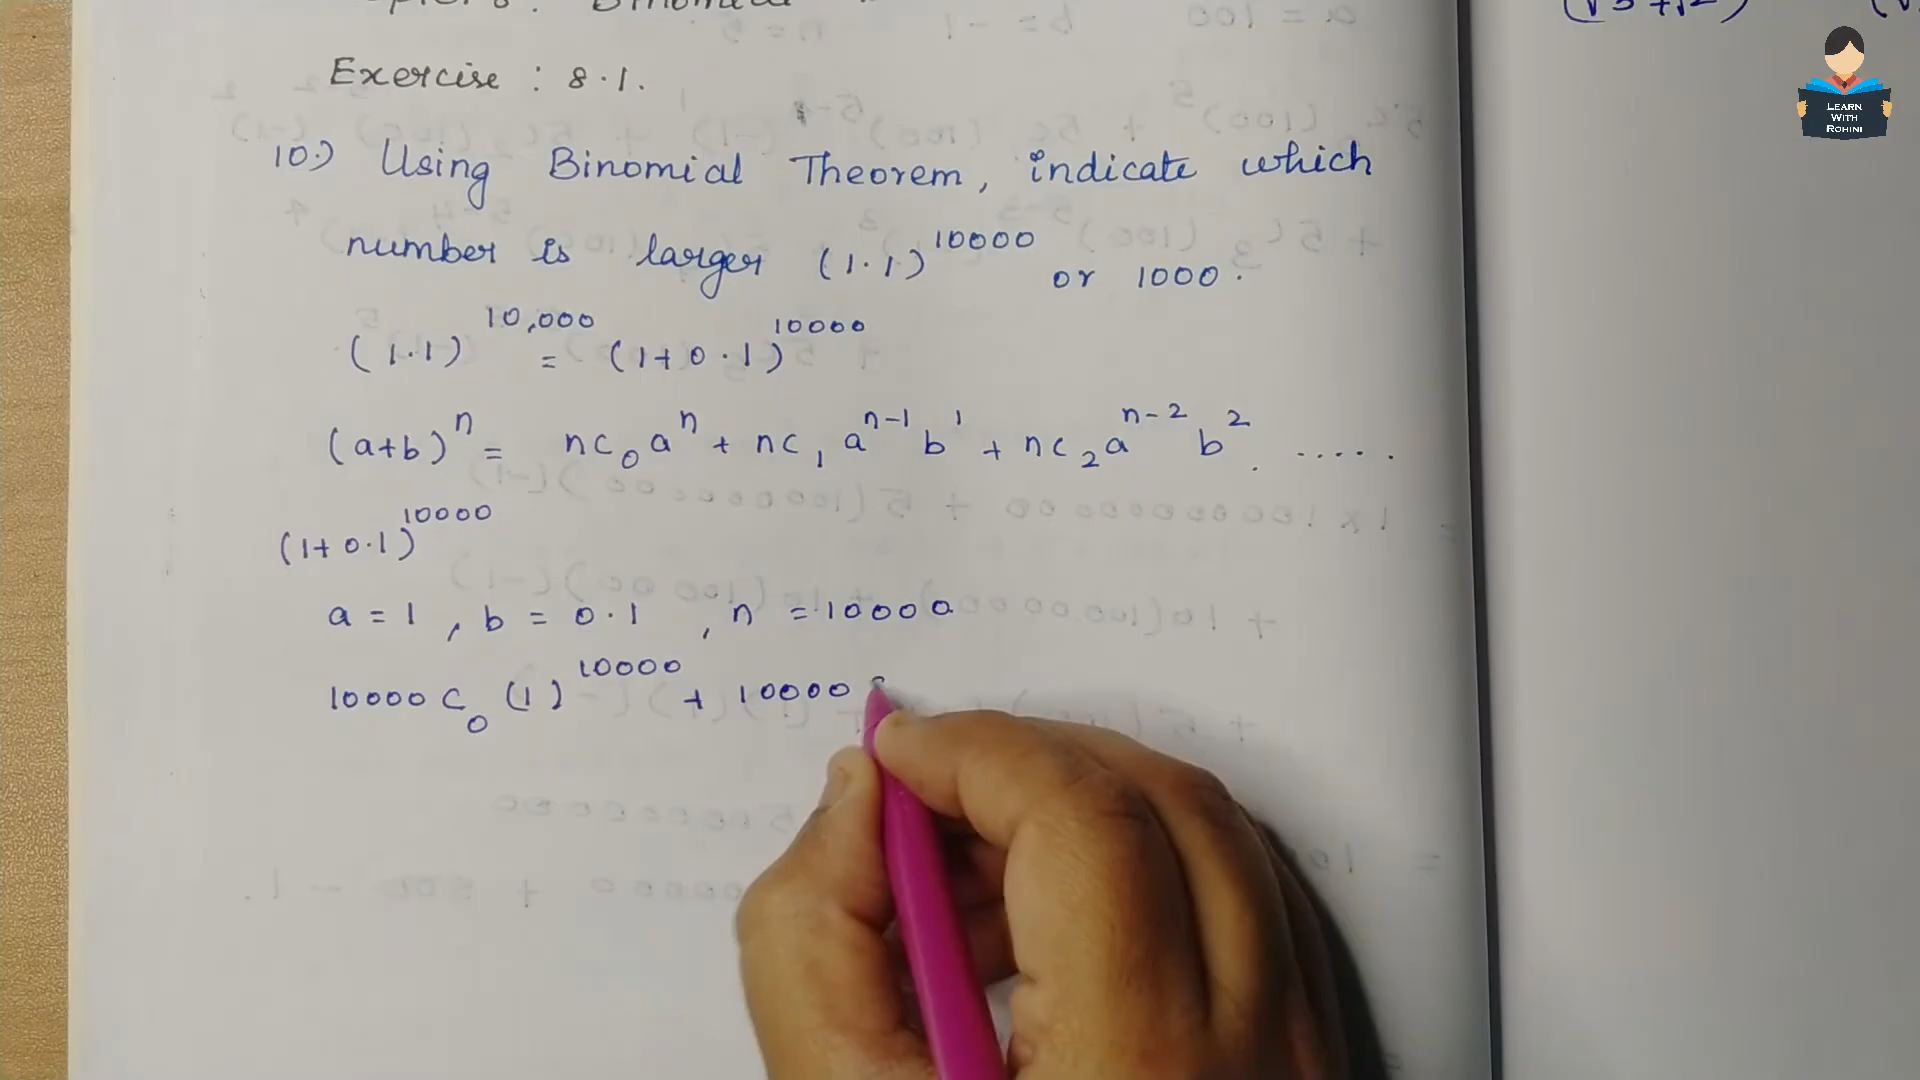 Exercise : 8.1.
10.) Using Binomial Theorem, indicate which
number is larger (1.1)^10000 or 1000.
(1.1)^10,000 = (1+0.1)^10000
(a+b)^n = nC₀ a^n + nC₁ a^n-1 b^1 + nC₂ a^n-2 b^2 .....
(1+0.1)^10000
a = 1 , b = 0.1 , n = 10000
10000 C₀ (1)^10000 + 10000
LEARN
WITH
ROHINI